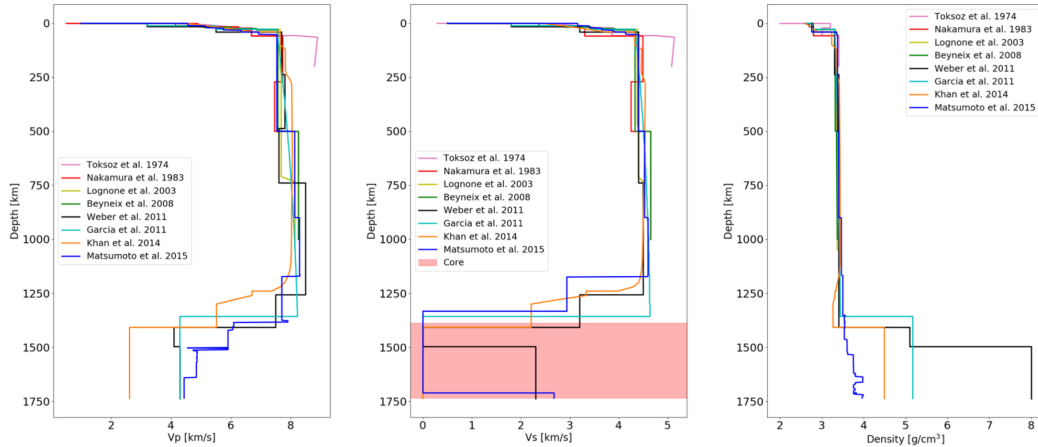 0
250
500
750
1000
1250
1500
1750
Depth [km]
2
4
6
8
Vp [km/s]
Toksoz et al. 1974
Nakamura et al. 1983
Lognone et al. 2003
Beyneix et al. 2008
Weber et al. 2011
Garcia et al. 2011
Khan et al. 2014
Matsumoto et al. 2015
0
250
500
750
1000
1250
1500
1750
Depth [km]
0
1
2
3
4
5
Vs [km/s]
Toksoz et al. 1974
Nakamura et al. 1983
Lognone et al. 2003
Beyneix et al. 2008
Weber et al. 2011
Garcia et al. 2011
Khan et al. 2014
Matsumoto et al. 2015
Core
0
250
500
750
1000
1250
1500
1750
Depth [km]
2
3
4
5
6
7
8
Density [g/cm³]
Toksoz et al. 1974
Nakamura et al. 1983
Lognone et al. 2003
Beyneix et al. 2008
Weber et al. 2011
Garcia et al. 2011
Khan et al. 2014
Matsumoto et al. 2015